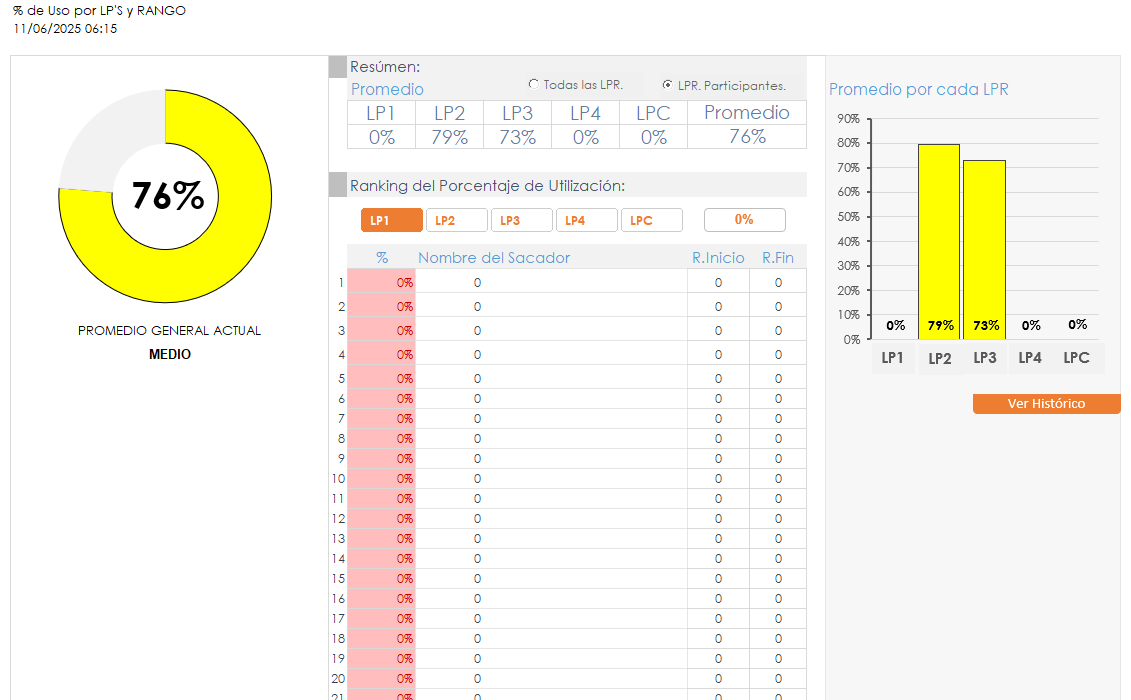 % de Uso por LP'S y RANGO
11/06/2025 06:15
76%
PROMEDIO GENERAL ACTUAL
MEDIO
Resúmen:
Promedio
Todas las LPR.
LPR. Participantes.
LP1 LP2 LP3 LP4 LPC Promedio
0% 79% 73% 0% 0% 76%
Ranking del Porcentaje de Utilización:
LP1 LP2 LP3 LP4 LPC 0%
% Nombre del Sacador R.Inicio R.Fin
1 0% 0 0 0
2 0% 0 0 0
3 0% 0 0 0
4 0% 0 0 0
5 0% 0 0 0
6 0% 0 0 0
7 0% 0 0 0
8 0% 0 0 0
9 0% 0 0 0
10 0% 0 0 0
11 0% 0 0 0
12 0% 0 0 0
13 0% 0 0 0
14 0% 0 0 0
15 0% 0 0 0
16 0% 0 0 0
17 0% 0 0 0
18 0% 0 0 0
19 0% 0 0 0
20 0% 0 0 0
21 0% 0 0 0
Promedio por cada LPR
90%
80%
70%
60%
50%
40%
30%
20%
10%
0%
0% 79% 73% 0% 0%
LP1 LP2 LP3 LP4 LPC
Ver Histórico